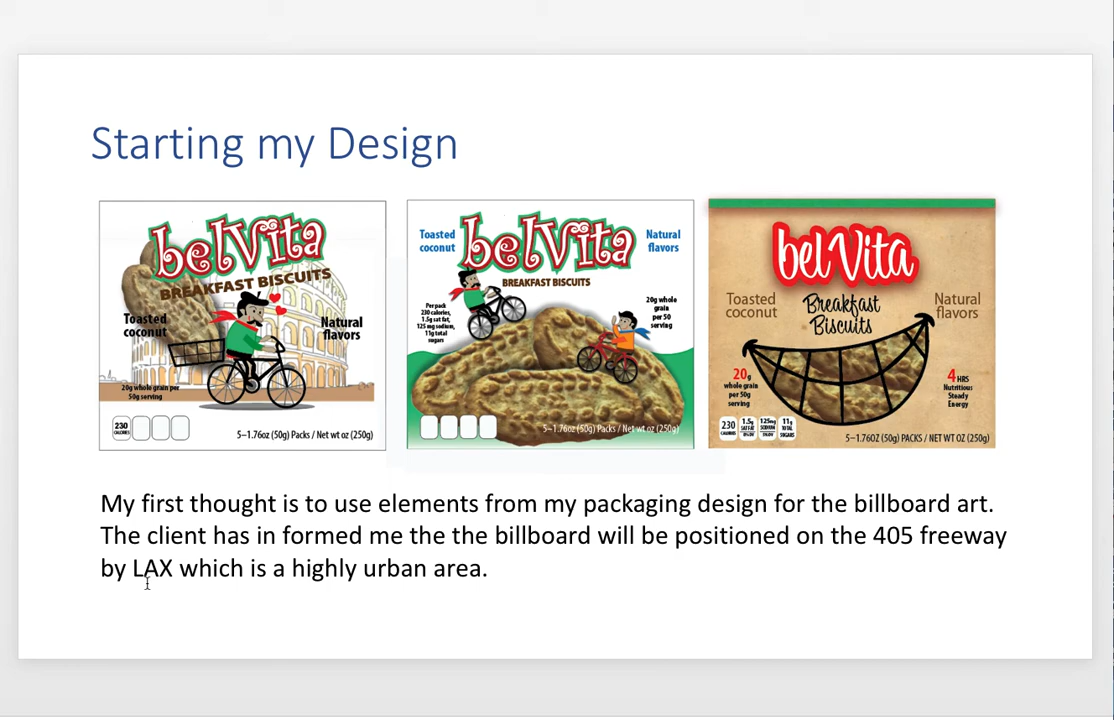 Starting my Design
belVita
BREAKFAST BISCUITS
Toasted
coconut
Natural
flavors
20g whole grain per
50g serving
230
CALORIES
5–1.76oz (50g) Packs / Net wt oz (250g)
Toasted
coconut
belVita
Natural
flavors
BREAKFAST BISCUITS
Per pack
230 calories,
1.5g sat fat,
125 mg sodium,
11g total
sugars
20g whole
grain
per 50
serving
5–1.76oz (50g) Packs / Net wt oz (250g)
belVita
Toasted
coconut
Breakfast
Biscuits
Natural
flavors
20g
whole grain
per 50g
serving
4 HRS
Nutritious
Steady
Energy
230
CALORIES
1.5g
SAT FAT
125mg
SODIUM
11g
TOTAL
SUGARS
5–1.76OZ (50g) PACKS / NET WT OZ (250g)
My first thought is to use elements from my packaging design for the billboard art.
The client has in formed me the the billboard will be positioned on the 405 freeway
by LAX which is a highly urban area.